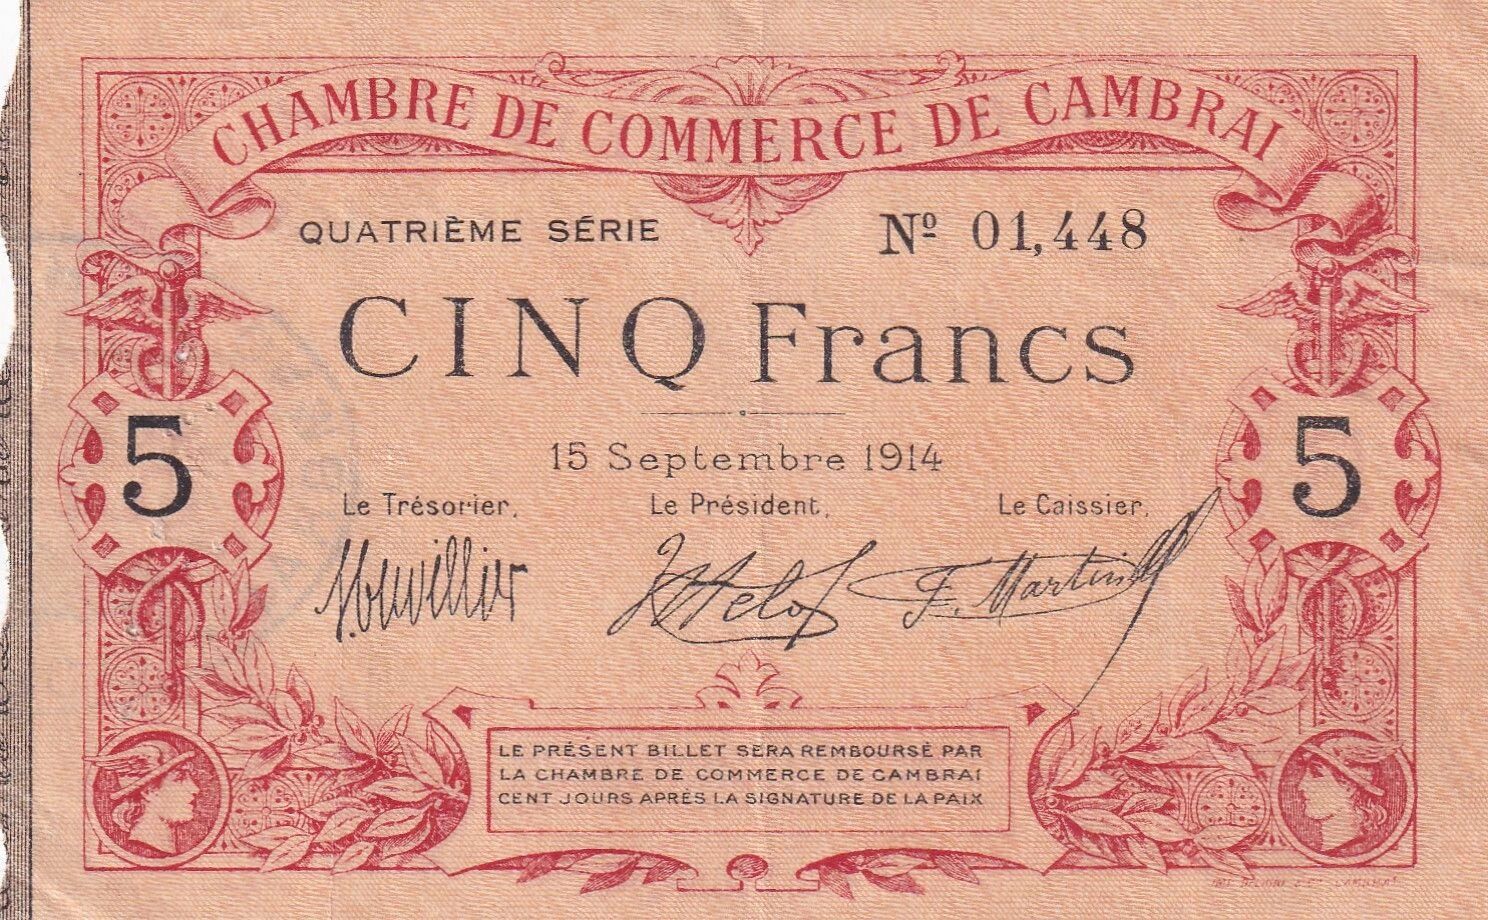 CHAMBRE DE COMMERCE DE CAMBRAI
QUATRIÈME SÉRIE Nº 01,448
CINQ Francs
15 Septembre 1914
5 5
Le Trésorier, Le Président, Le Caissier,
F. Martin
LE PRÉSENT BILLET SERA REMBOURSÉ PAR
LA CHAMBRE DE COMMERCE DE CAMBRAI
CENT JOURS APRÈS LA SIGNATURE DE LA PAIX